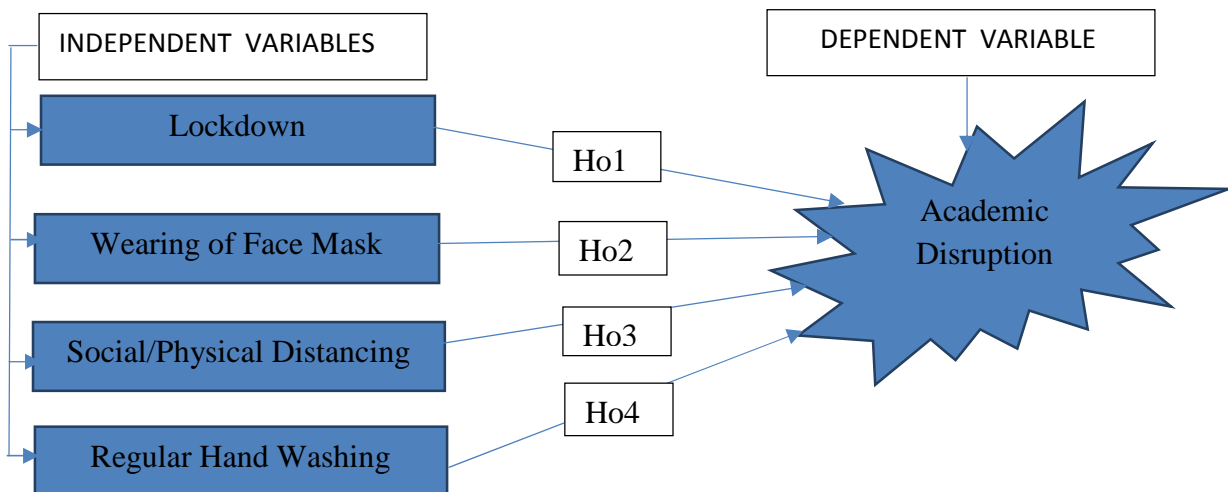 INDEPENDENT VARIABLES
DEPENDENT VARIABLE
Lockdown
Ho1
Wearing of Face Mask
Ho2
Academic
Disruption
Social/Physical Distancing
Ho3
Regular Hand Washing
Ho4